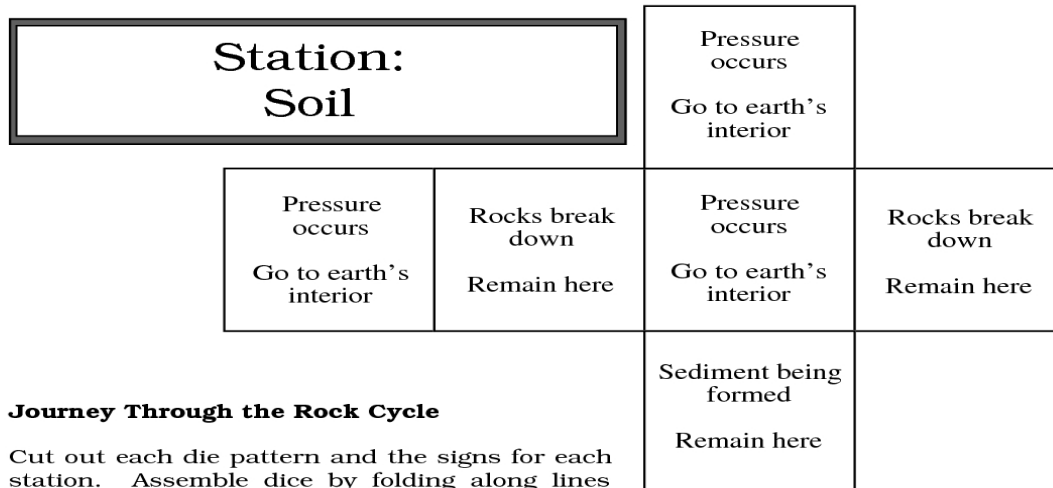 Station:
Soil
Pressure
occurs
Go to earth's
interior
Pressure
occurs
Go to earth's
interior
Rocks break
down
Remain here
Pressure
occurs
Go to earth's
interior
Rocks break
down
Remain here
Sediment being
formed
Remain here
Journey Through the Rock Cycle
Cut out each die pattern and the signs for each
station. Assemble dice by folding along lines